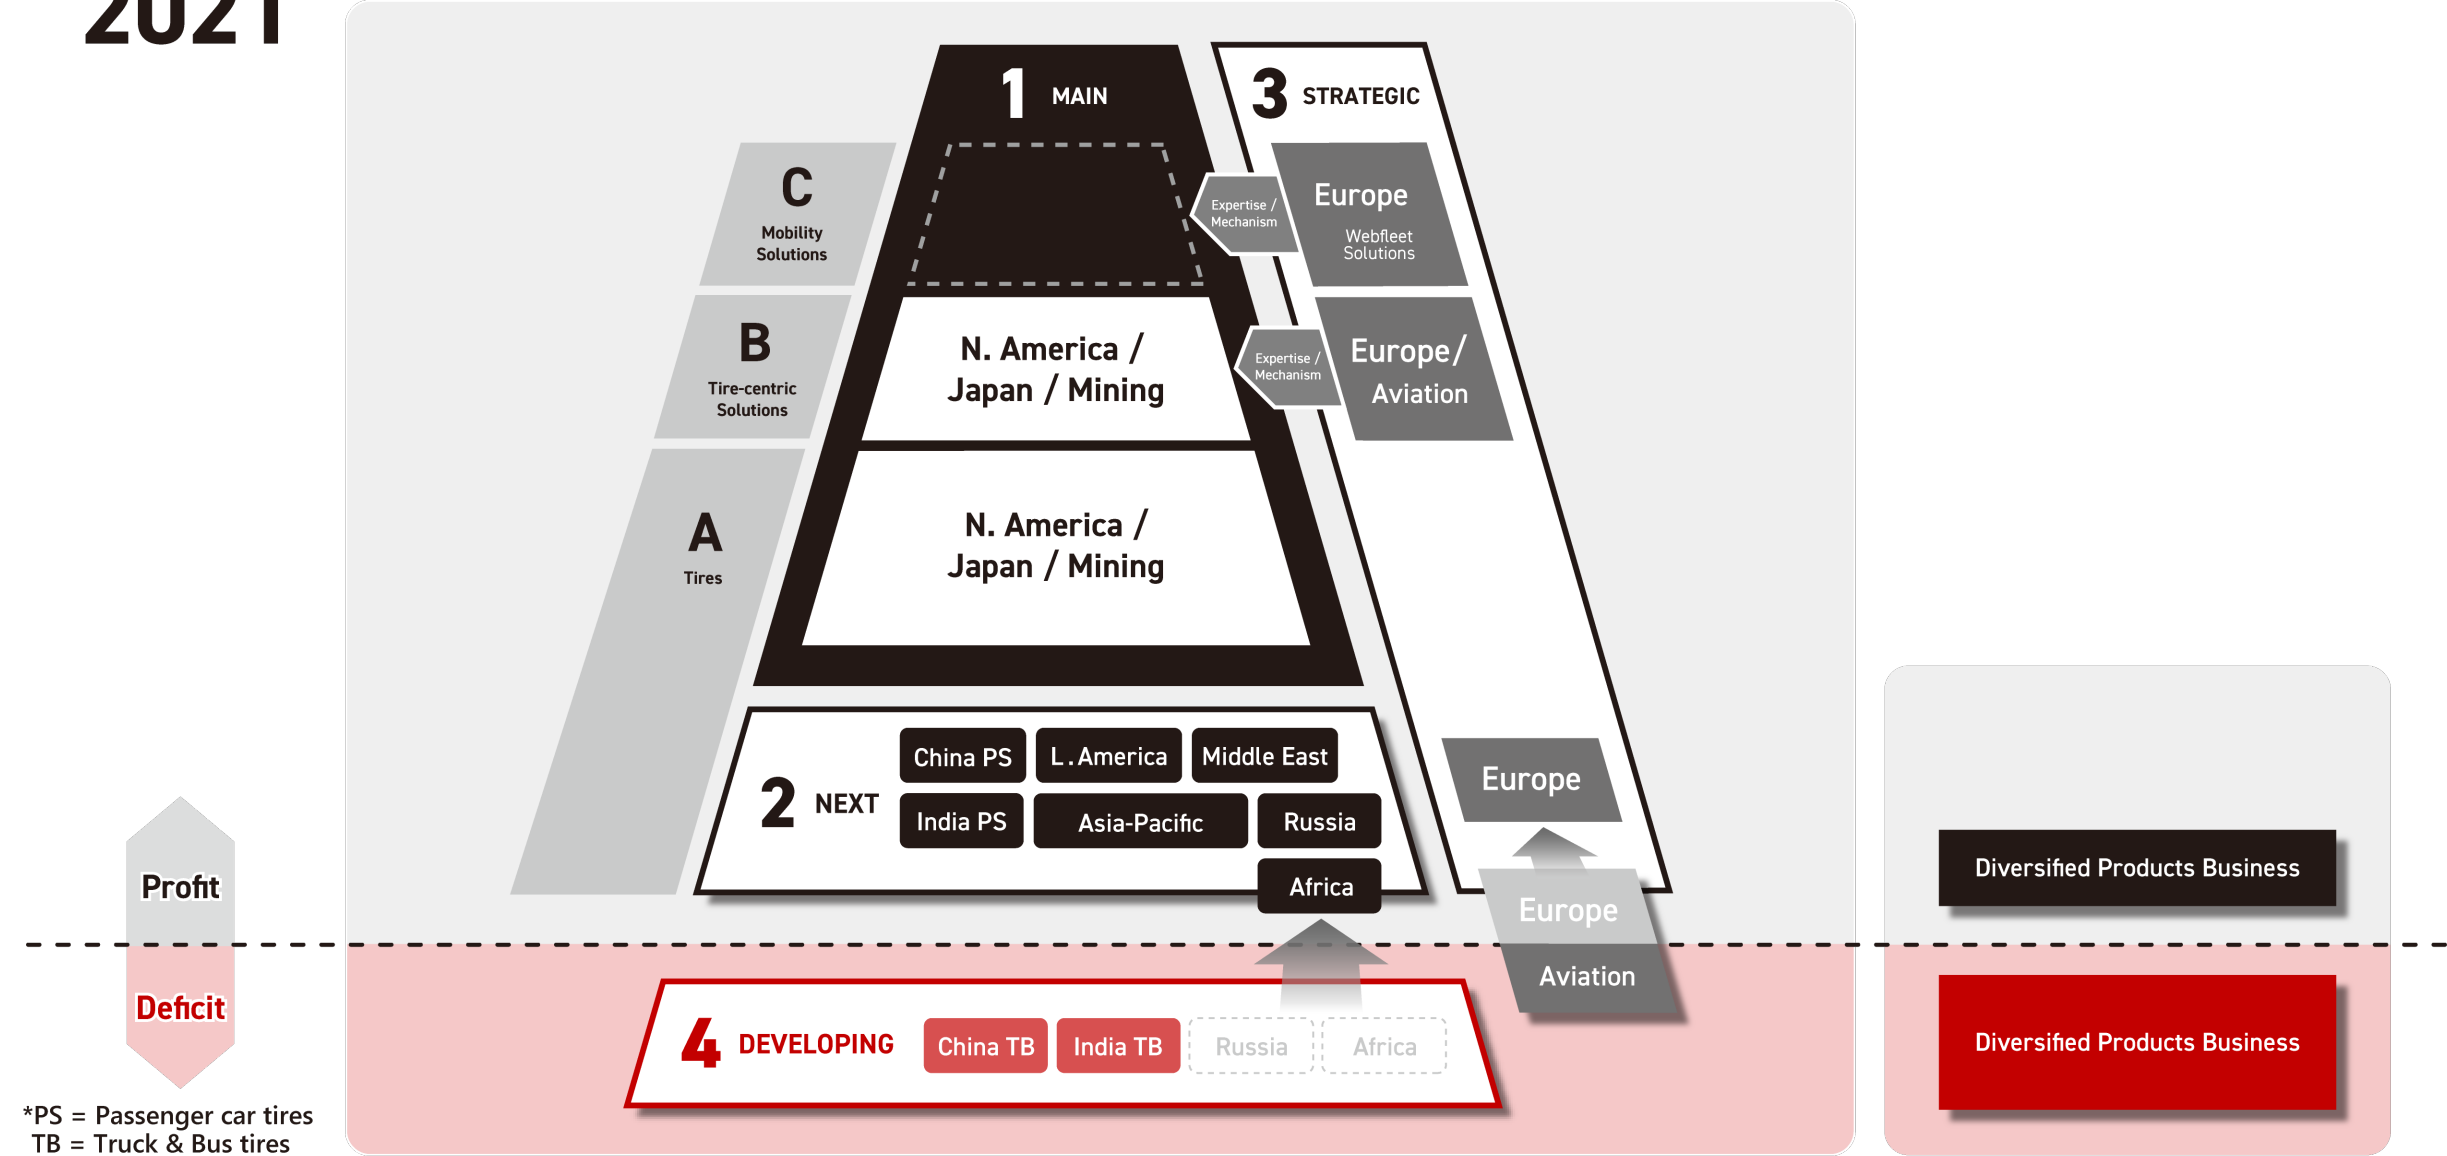 2021
1 MAIN
3 STRATEGIC
C
Mobility
Solutions
Expertise /
Mechanism
Europe
Webfleet
Solutions
B
Tire-centric
Solutions
N. America /
Japan / Mining
Expertise /
Mechanism
Europe/
Aviation
A
Tires
N. America /
Japan / Mining
2 NEXT
China PS
L. America
Middle East
India PS
Asia-Pacific
Russia
Africa
Europe
Europe
Aviation
Profit
Deficit
4 DEVELOPING
China TB
India TB
Russia
Africa
Diversified Products Business
Diversified Products Business
*PS = Passenger car tires
TB = Truck & Bus tires